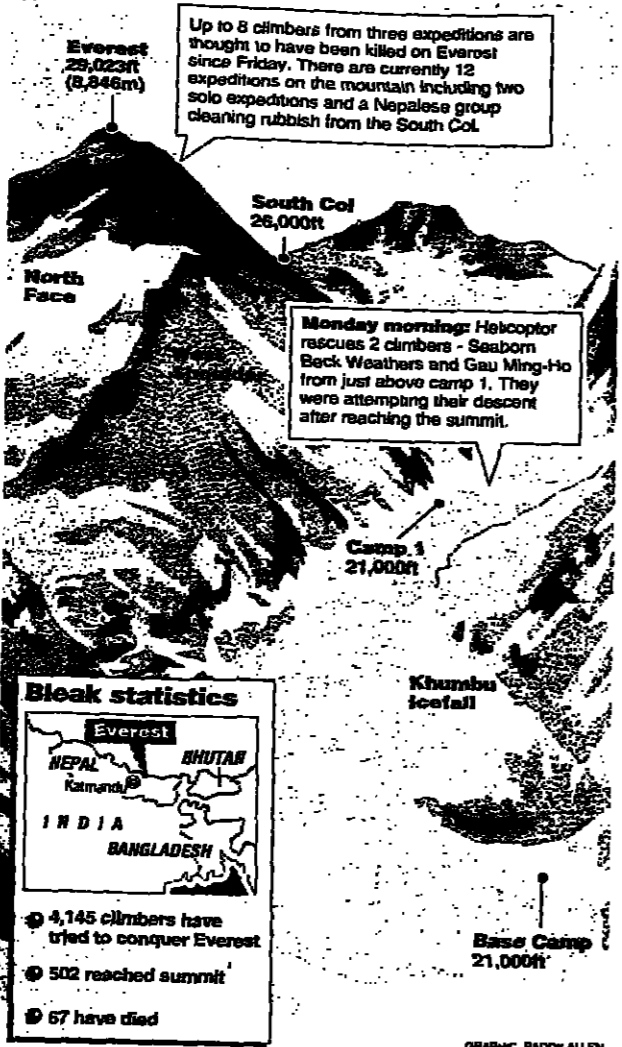 Up to 8 climbers from three expeditions are
thought to have been killed on Everest
since Friday. There are currently 12
expeditions on the mountain including two
solo expeditions and a Nepalese group
cleaning rubbish from the South Col.
Everest
29,023ft
(8,846m)
South Col
26,000ft
North
Face
Monday morning: Helicoptor
rescues 2 climbers - Seaborn
Beck Weathers and Gau Ming-Ho
from just above camp 1. They
were attempting their descent
after reaching the summit.
Camp 1
21,000ft
Khumbu
Icefall
Base Camp
21,000ft
Bleak statistics
Everest
NEPAL
BHUTAN
Katmandu
INDIA
BANGLADESH
4,145 climbers have
tried to conquer Everest
502 reached summit
67 have died
GRAPHIC: PADDY ALLEN